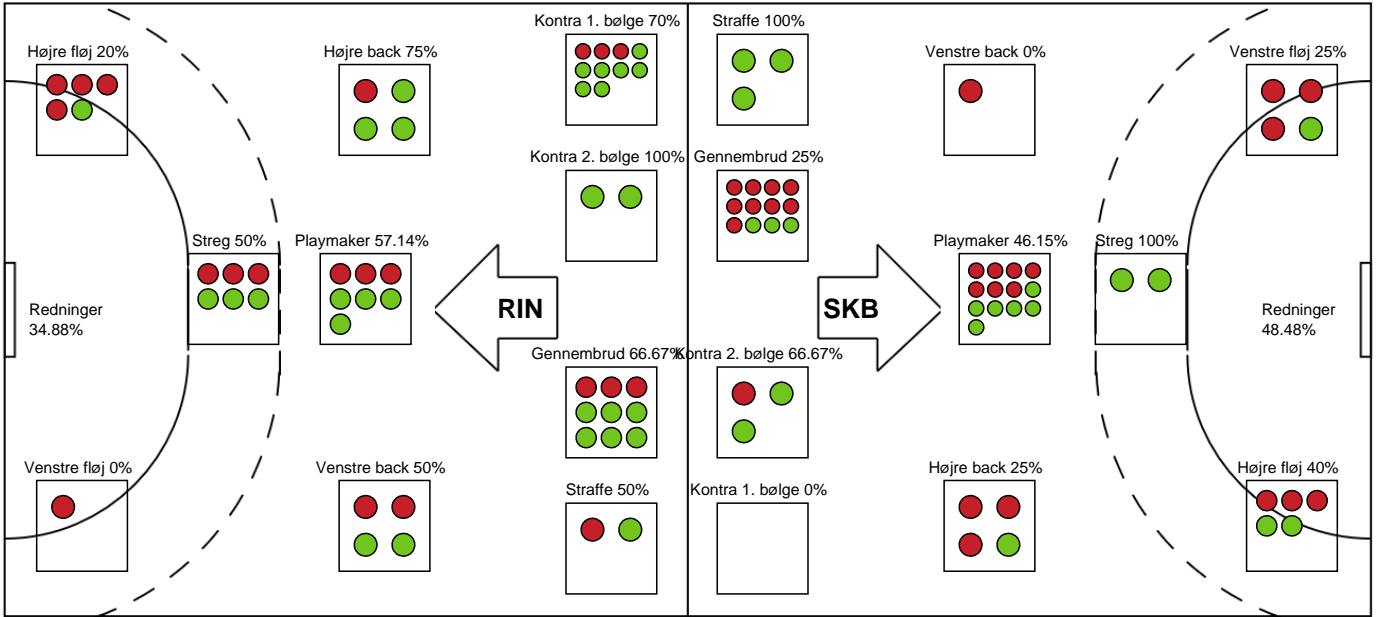 Kontra 1. bølge 70%
Straffe 100%
Højre fløj 20%
Højre back 75%
Venstre back 0%
Venstre fløj 25%
Kontra 2. bølge 100%
Gennembrud 25%
Streg 50%
Playmaker 57.14%
Playmaker 46.15%
Streg 100%
Redninger
34.88%
RIN
SKB
Redninger
48.48%
Gennembrud 66.67%
Kontra 2. bølge 66.67%
Venstre fløj 0%
Venstre back 50%
Straffe 50%
Kontra 1. bølge 0%
Højre back 25%
Højre fløj 40%